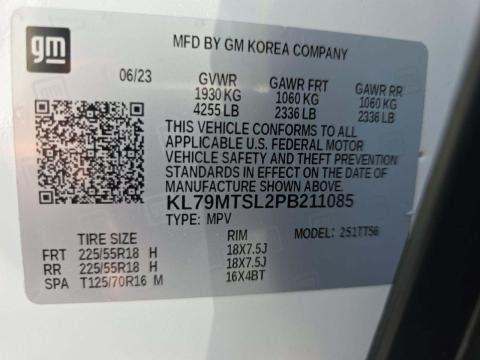 gm
MFD BY GM KOREA COMPANY
06/23 GVWR GAWR FRT GAWR RR
1930 KG 1060 KG 1060 KG
4255 LB 2336 LB 2336 LB
THIS VEHICLE CONFORMS TO ALL
APPLICABLE U.S. FEDERAL MOTOR
VEHICLE SAFETY AND THEFT PREVENTION
STANDARDS IN EFFECT ON THE DATE OF
MANUFACTURE SHOWN ABOVE.
KL79MTSL2PB211085
TYPE: MPV
TIRE SIZE RIM MODEL: 2S1TT56
FRT 225/55R18 H 18X7.5J
RR 225/55R18 H 18X7.5J
SPA T125/70R16 M 16X4BT